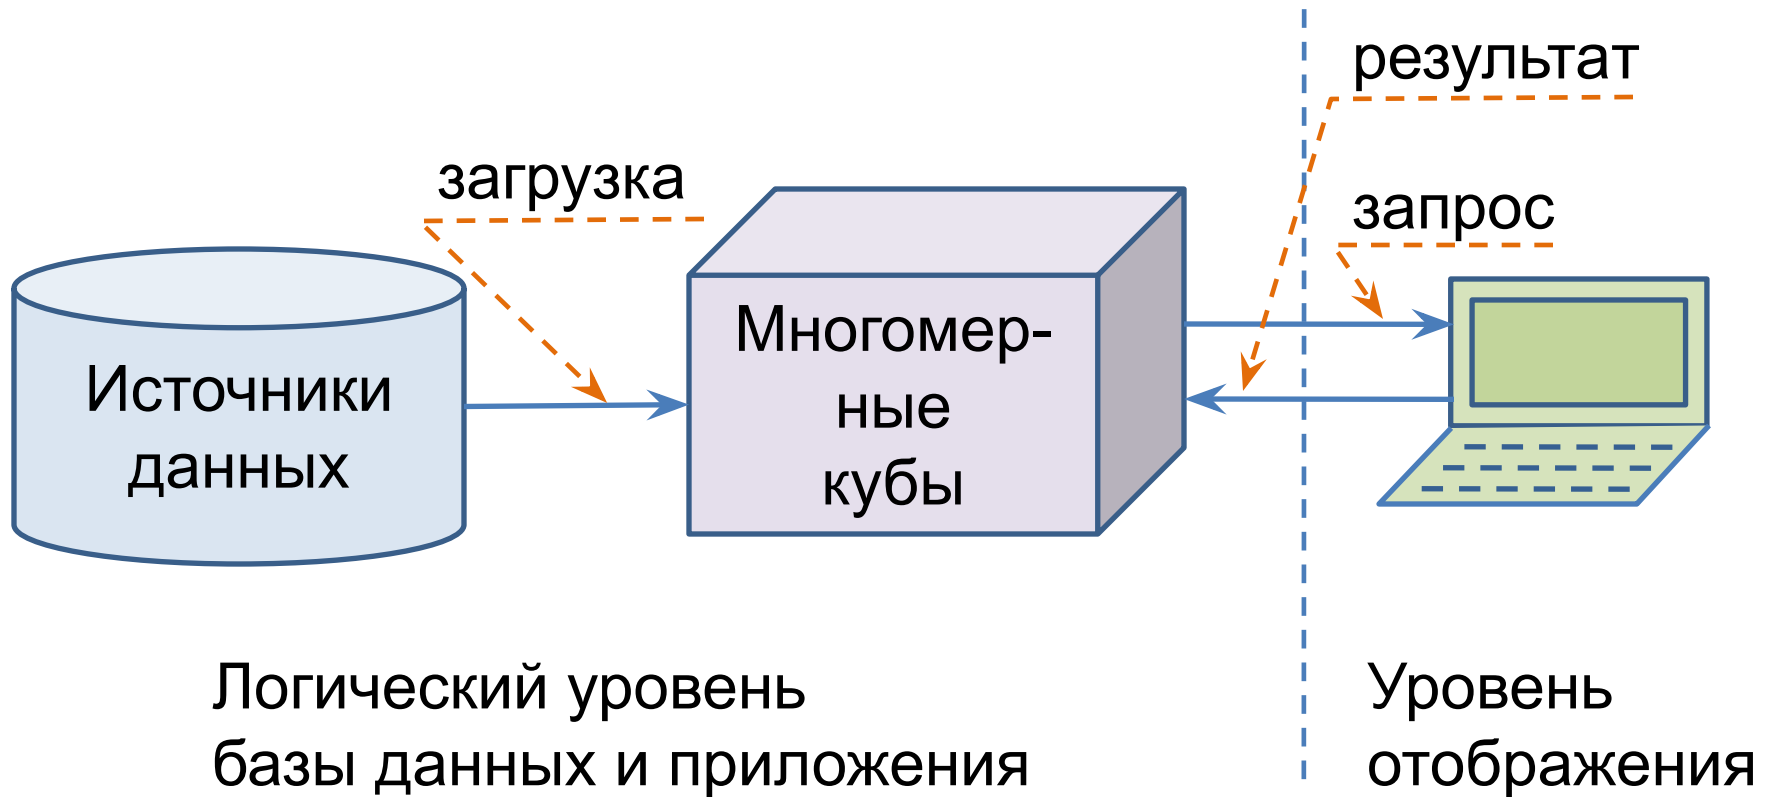 результат
загрузка
запрос
Источники
данных
Многомер-
ные
кубы
Логический уровень
базы данных и приложения
Уровень
отображения